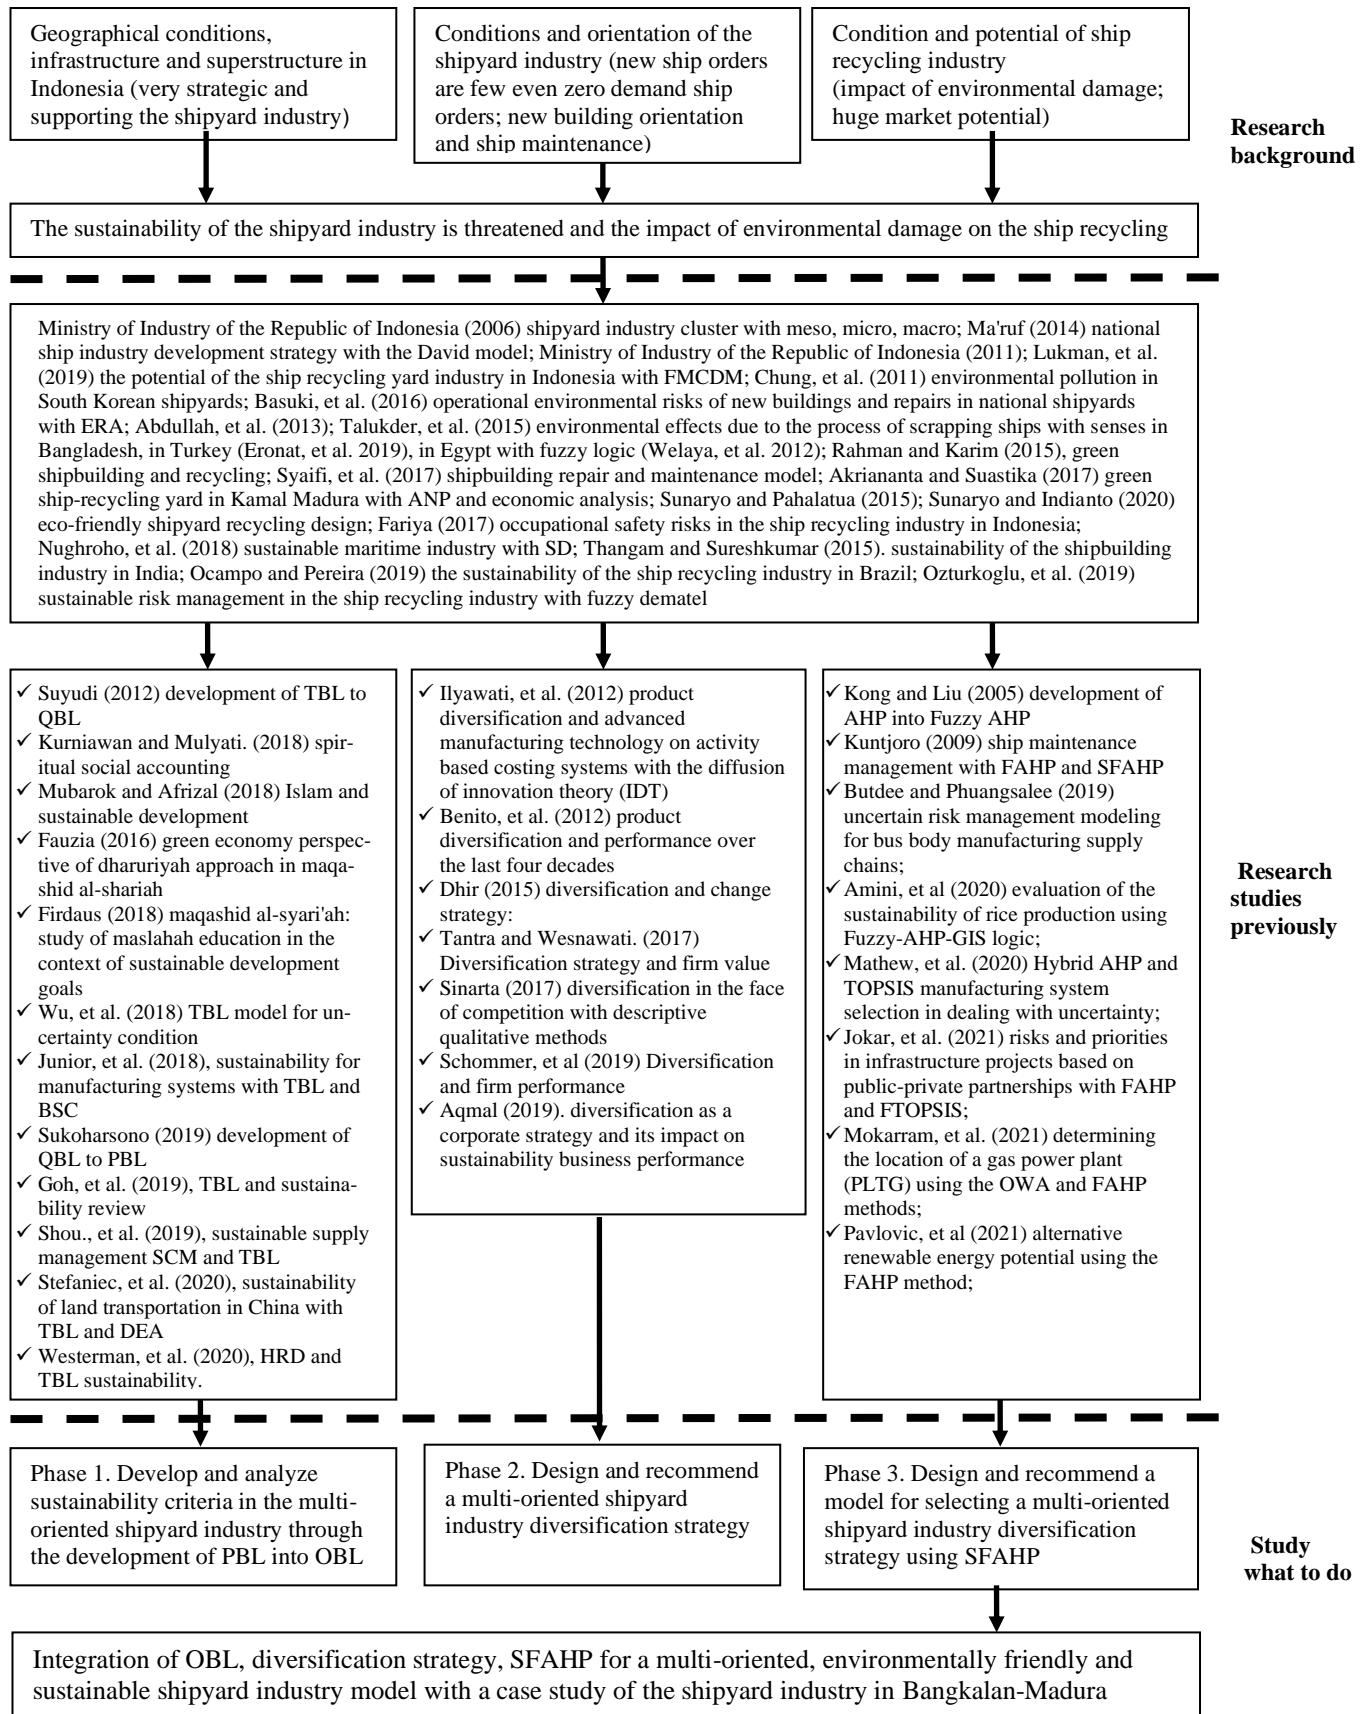 Geographical conditions,
infrastructure and superstructure in
Indonesia (very strategic and
supporting the shipyard industry)
Conditions and orientation of the
shipyard industry (new ship orders
are few even zero demand ship
orders; new building orientation
and ship maintenance)
Condition and potential of ship
recycling industry
(impact of environmental damage;
huge market potential)
Research
background
The sustainability of the shipyard industry is threatened and the impact of environmental damage on the ship recycling
Ministry of Industry of the Republic of Indonesia (2006) shipyard industry cluster with meso, micro, macro; Ma'ruf (2014) national
ship industry development strategy with the David model; Ministry of Industry of the Republic of Indonesia (2011); Lukman, et al.
(2019) the potential of the ship recycling yard industry in Indonesia with FMCDM; Chung, et al. (2011) environmental pollution in
South Korean shipyards; Basuki, et al. (2016) operational environmental risks of new buildings and repairs in national shipyards
with ERA; Abdullah, et al. (2013); Talukder, et al. (2015) environmental effects due to the process of scrapping ships with senses in
Bangladesh, in Turkey (Eronat, et al. 2019), in Egypt with fuzzy logic (Welaya, et al. 2012); Rahman and Karim (2015), green
shipbuilding and recycling; Syaifi, et al. (2017) shipbuilding repair and maintenance model; Akriananta and Suastika (2017) green
ship-recycling yard in Kamal Madura with ANP and economic analysis; Sunaryo and Pahalatua (2015); Sunaryo and Indianto (2020)
eco-friendly shipyard recycling design; Fariya (2017) occupational safety risks in the ship recycling industry in Indonesia;
Nughroho, et al. (2018) sustainable maritime industry with SD; Thangam and Sureshkumar (2015). sustainability of the shipbuilding
industry in India; Ocampo and Pereira (2019) the sustainability of the ship recycling industry in Brazil; Ozturkoglu, et al. (2019)
sustainable risk management in the ship recycling industry with fuzzy dematel
✓ Suyudi (2012) development of TBL to
QBL
✓ Kurniawan and Mulyati. (2018) spir-
itual social accounting
✓ Mubarok and Afrizal (2018) Islam and
sustainable development
✓ Fauzia (2016) green economy perspec-
tive of dharuriyah approach in maqa-
shid al-shariah
✓ Firdaus (2018) maqashid al-syari'ah:
study of maslahah education in the
context of sustainable development
goals
✓ Wu, et al. (2018) TBL model for un-
certainty condition
✓ Junior, et al. (2018), sustainability for
manufacturing systems with TBL and
BSC
✓ Sukoharsono (2019) development of
QBL to PBL
✓ Goh, et al. (2019), TBL and sustaina-
bility review
✓ Shou., et al. (2019), sustainable supply
management SCM and TBL
✓ Stefaniec, et al. (2020), sustainability
of land transportation in China with
TBL and DEA
✓ Westerman, et al. (2020), HRD and
TBL sustainability.
✓ Ilyawati, et al. (2012) product
diversification and advanced
manufacturing technology on activity
based costing systems with the diffusion
of innovation theory (IDT)
✓ Benito, et al. (2012) product
diversification and performance over
the last four decades
✓ Dhir (2015) diversification and change
strategy:
✓ Tantra and Wesnawati. (2017)
Diversification strategy and firm value
✓ Sinarta (2017) diversification in the face
of competition with descriptive
qualitative methods
✓ Schommer, et al (2019) Diversification
and firm performance
✓ Aqmal (2019). diversification as a
corporate strategy and its impact on
sustainability business performance
✓ Kong and Liu (2005) development of
AHP into Fuzzy AHP
✓ Kuntjoro (2009) ship maintenance
management with FAHP and SFAHP
✓ Butdee and Phuangsalee (2019)
uncertain risk management modeling
for bus body manufacturing supply
chains;
✓ Amini, et al (2020) evaluation of the
sustainability of rice production using
Fuzzy-AHP-GIS logic;
✓ Mathew, et al. (2020) Hybrid AHP and
TOPSIS manufacturing system
selection in dealing with uncertainty;
✓ Jokar, et al. (2021) risks and priorities
in infrastructure projects based on
public-private partnerships with FAHP
and FTOPSIS;
✓ Mokarram, et al. (2021) determining
the location of a gas power plant
(PLTG) using the OWA and FAHP
methods;
✓ Pavlovic, et al (2021) alternative
renewable energy potential using the
FAHP method;
Research
studies
previously
Phase 1. Develop and analyze
sustainability criteria in the multi-
oriented shipyard industry through
the development of PBL into OBL
Phase 2. Design and recommend
a multi-oriented shipyard
industry diversification strategy
Phase 3. Design and recommend a
model for selecting a multi-oriented
shipyard industry diversification
strategy using SFAHP
Study
what to do
Integration of OBL, diversification strategy, SFAHP for a multi-oriented, environmentally friendly and
sustainable shipyard industry model with a case study of the shipyard industry in Bangkalan-Madura